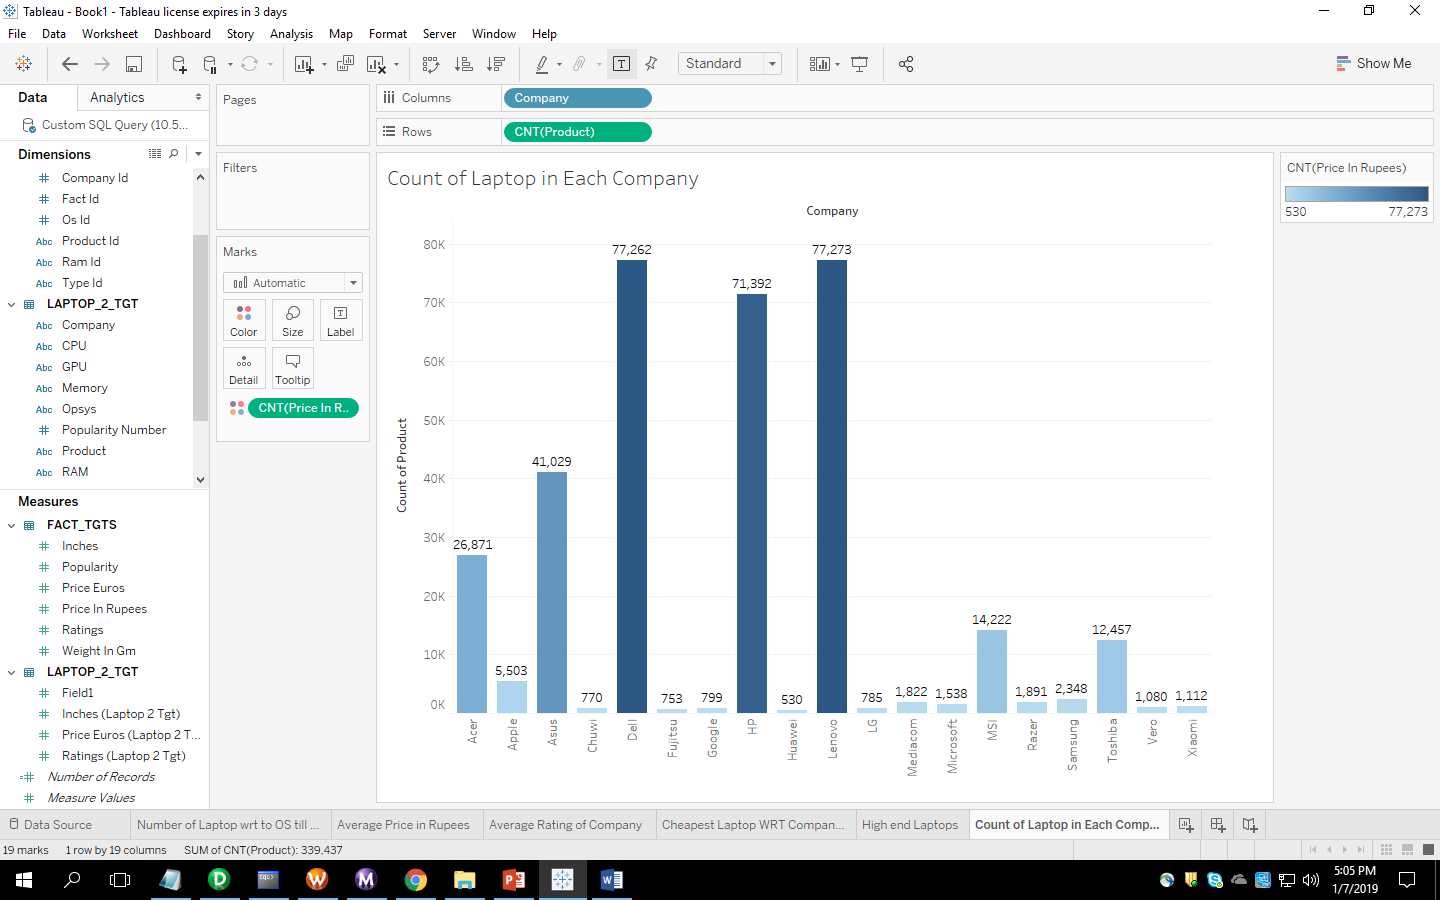 Tableau - Book1 - Tableau license expires in 3 days
File Data Worksheet Dashboard Story Analysis Map Format Server Window Help
Standard
Show Me
Data Analytics
Custom SQL Query (10.5...
Dimensions
Company Id
Fact Id
Os Id
Abc Product Id
Abc Ram Id
Abc Type Id
LAPTOP_2_TGT
Abc Company
Abc CPU
Abc GPU
Abc Memory
Abc Opsys
Popularity Number
Abc Product
Abc RAM
Measures
FACT_TGTS
Inches
Popularity
Price Euros
Price In Rupees
Ratings
Weight In Gm
LAPTOP_2_TGT
Field1
Inches (Laptop 2 Tgt)
Price Euros (Laptop 2 T...
Ratings (Laptop 2 Tgt)
Number of Records
Measure Values
Pages
Filters
Marks
Automatic
Color Size Label
Detail Tooltip
CNT(Price In R..
Columns Company
Rows CNT(Product)
Count of Laptop in Each Company
Company
Count of Product
80K
70K
60K
50K
40K
30K
20K
10K
0K
26,871
5,503
41,029
770
77,262
753
799
71,392
530
77,273
785
1,822
1,538
14,222
1,891
2,348
12,457
1,080
1,112
Acer
Apple
Asus
Chuwi
Dell
Fujitsu
Google
HP
Huawei
Lenovo
LG
Mediacom
Microsoft
MSI
Razer
Samsung
Toshiba
Vero
Xiaomi
CNT(Price In Rupees)
530 77,273
Data Source Number of Laptop wrt to OS till ... Average Price in Rupees Average Rating of Company Cheapest Laptop WRT Compan... High end Laptops Count of Laptop in Each Comp...
19 marks 1 row by 19 columns SUM of CNT(Product): 339,437
5:05 PM
1/7/2019